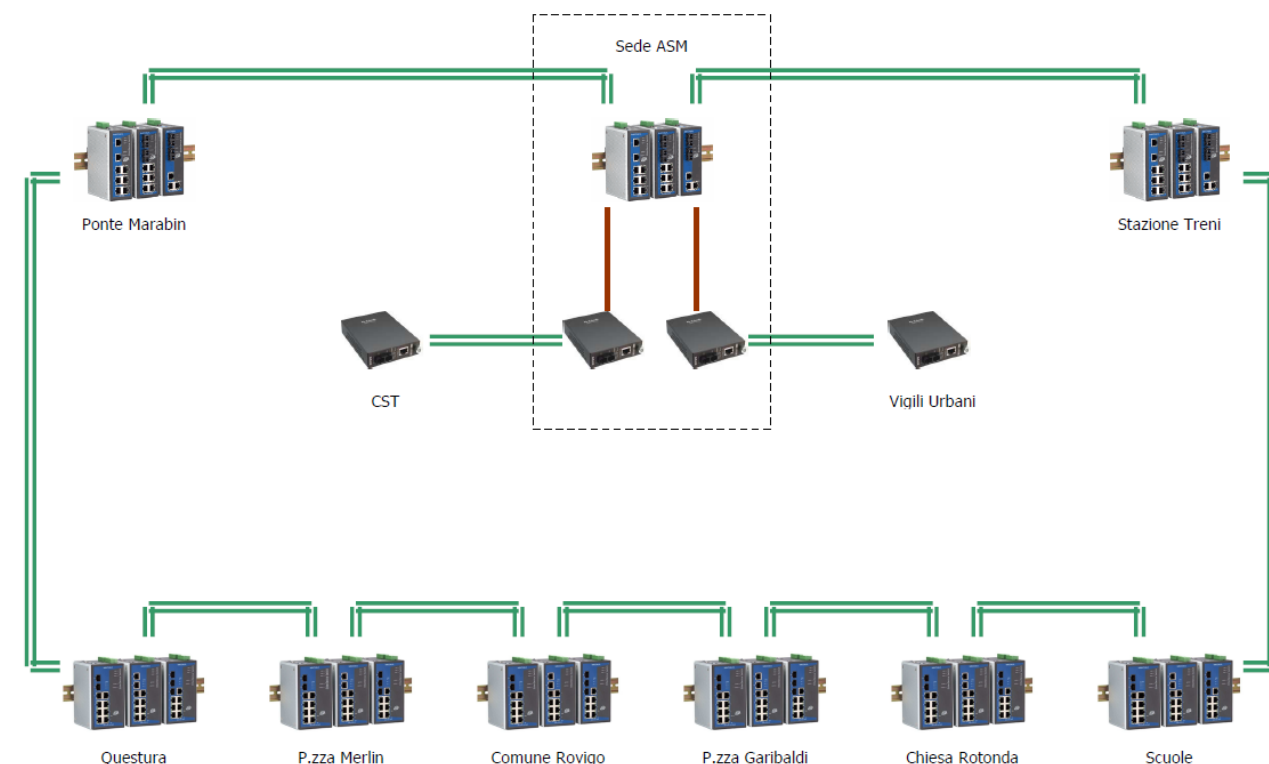 Sede ASM
Ponte Marabin
Stazione Treni
CST
Vigili Urbani
Questura
P.zza Merlin
Comune Rovigo
P.zza Garibaldi
Chiesa Rotonda
Scuole